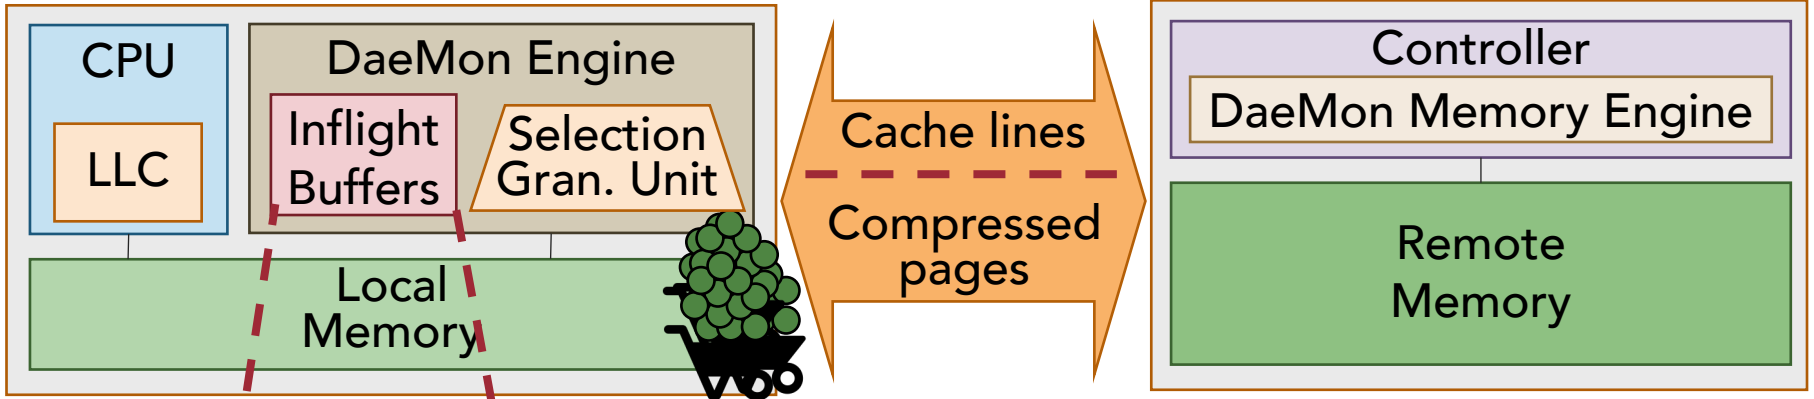 CPU
LLC
DaeMon Engine
Inflight
Buffers
Selection
Gran. Unit
Local
Memory
Cache lines
Compressed
pages
Controller
DaeMon Memory Engine
Remote
Memory